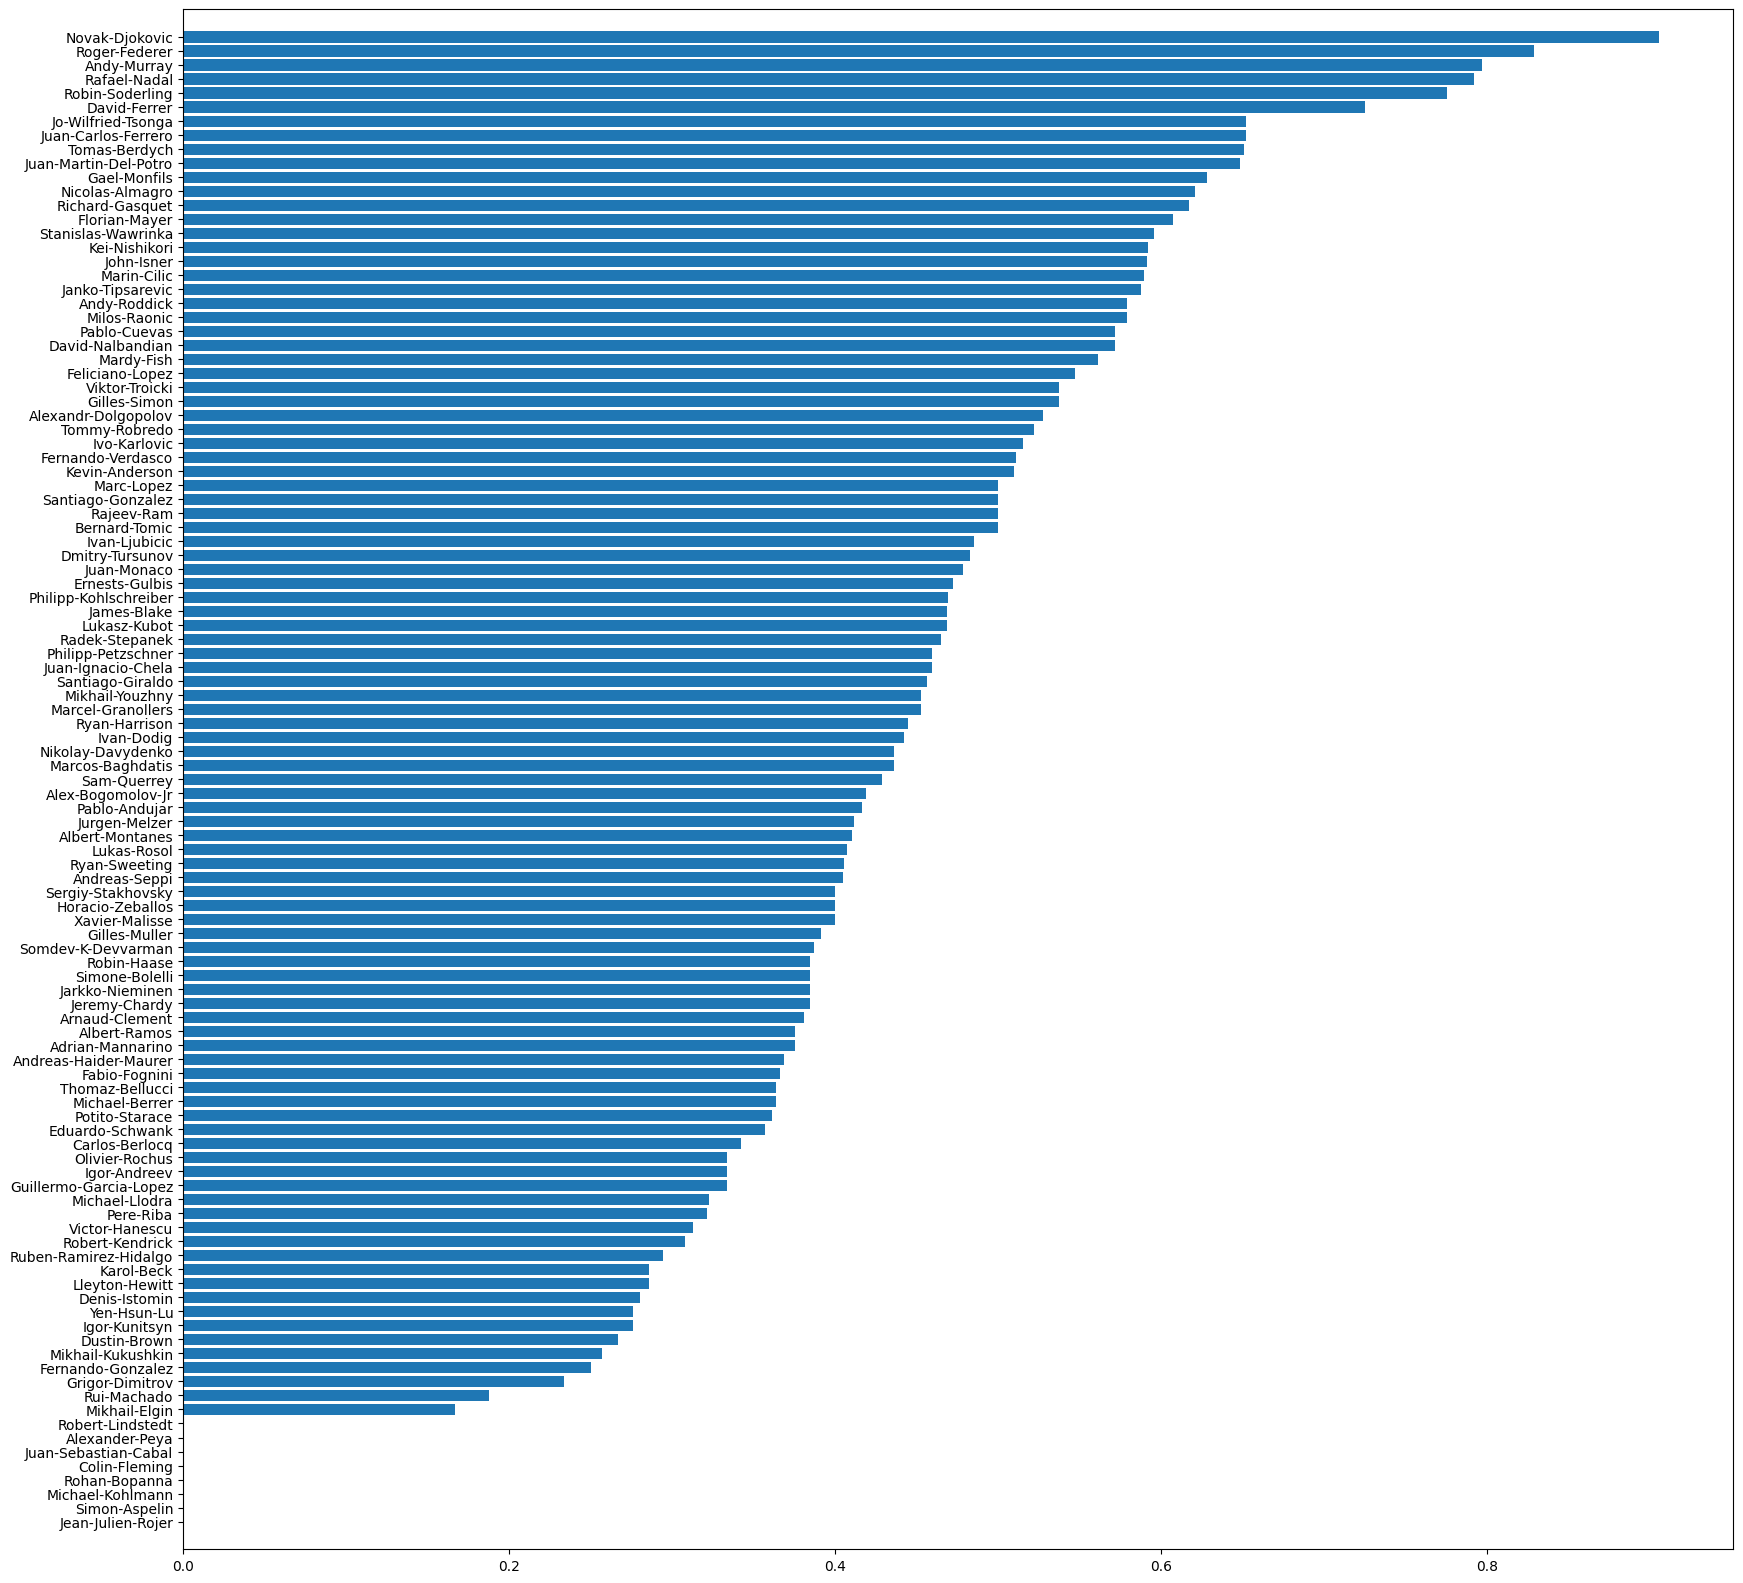 Novak-Djokovic
Roger-Federer
Andy-Murray
Rafael-Nadal
Robin-Soderling
David-Ferrer
Jo-Wilfried-Tsonga
Juan-Carlos-Ferrero
Tomas-Berdych
Juan-Martin-Del-Potro
Gael-Monfils
Nicolas-Almagro
Richard-Gasquet
Florian-Mayer
Stanislas-Wawrinka
Kei-Nishikori
John-Isner
Marin-Cilic
Janko-Tipsarevic
Andy-Roddick
Milos-Raonic
Pablo-Cuevas
David-Nalbandian
Mardy-Fish
Feliciano-Lopez
Viktor-Troicki
Gilles-Simon
Alexandr-Dolgopolov
Tommy-Robredo
Ivo-Karlovic
Fernando-Verdasco
Kevin-Anderson
Marc-Lopez
Santiago-Gonzalez
Rajeev-Ram
Bernard-Tomic
Ivan-Ljubicic
Dmitry-Tursunov
Juan-Monaco
Ernests-Gulbis
Philipp-Kohlschreiber
James-Blake
Lukasz-Kubot
Radek-Stepanek
Philipp-Petzschner
Juan-Ignacio-Chela
Santiago-Giraldo
Mikhail-Youzhny
Marcel-Granollers
Ryan-Harrison
Ivan-Dodig
Nikolay-Davydenko
Marcos-Baghdatis
Sam-Querrey
Alex-Bogomolov-Jr
Pablo-Andujar
Jurgen-Melzer
Albert-Montanes
Lukas-Rosol
Ryan-Sweeting
Andreas-Seppi
Sergiy-Stakhovsky
Horacio-Zeballos
Xavier-Malisse
Gilles-Muller
Somdev-K-Devvarman
Robin-Haase
Simone-Bolelli
Jarkko-Nieminen
Jeremy-Chardy
Arnaud-Clement
Albert-Ramos
Adrian-Mannarino
Andreas-Haider-Maurer
Fabio-Fognini
Thomaz-Bellucci
Michael-Berrer
Potito-Starace
Eduardo-Schwank
Carlos-Berlocq
Olivier-Rochus
Igor-Andreev
Guillermo-Garcia-Lopez
Michael-Llodra
Pere-Riba
Victor-Hanescu
Robert-Kendrick
Ruben-Ramirez-Hidalgo
Karol-Beck
Lleyton-Hewitt
Denis-Istomin
Yen-Hsun-Lu
Igor-Kunitsyn
Dustin-Brown
Mikhail-Kukushkin
Fernando-Gonzalez
Grigor-Dimitrov
Rui-Machado
Mikhail-Elgin
Robert-Lindstedt
Alexander-Peya
Juan-Sebastian-Cabal
Colin-Fleming
Rohan-Bopanna
Michael-Kohlmann
Simon-Aspelin
Jean-Julien-Rojer
0.0 0.2 0.4 0.6 0.8